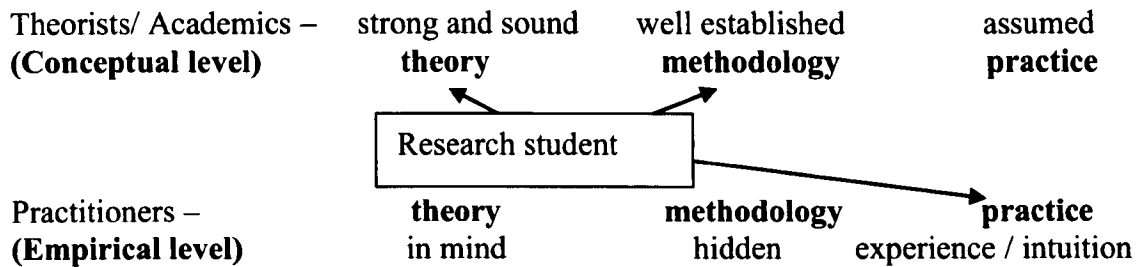 Theorists/ Academics – strong and sound well established assumed
(Conceptual level) theory methodology practice
Research student
Practitioners – theory methodology practice
(Empirical level) in mind hidden experience / intuition